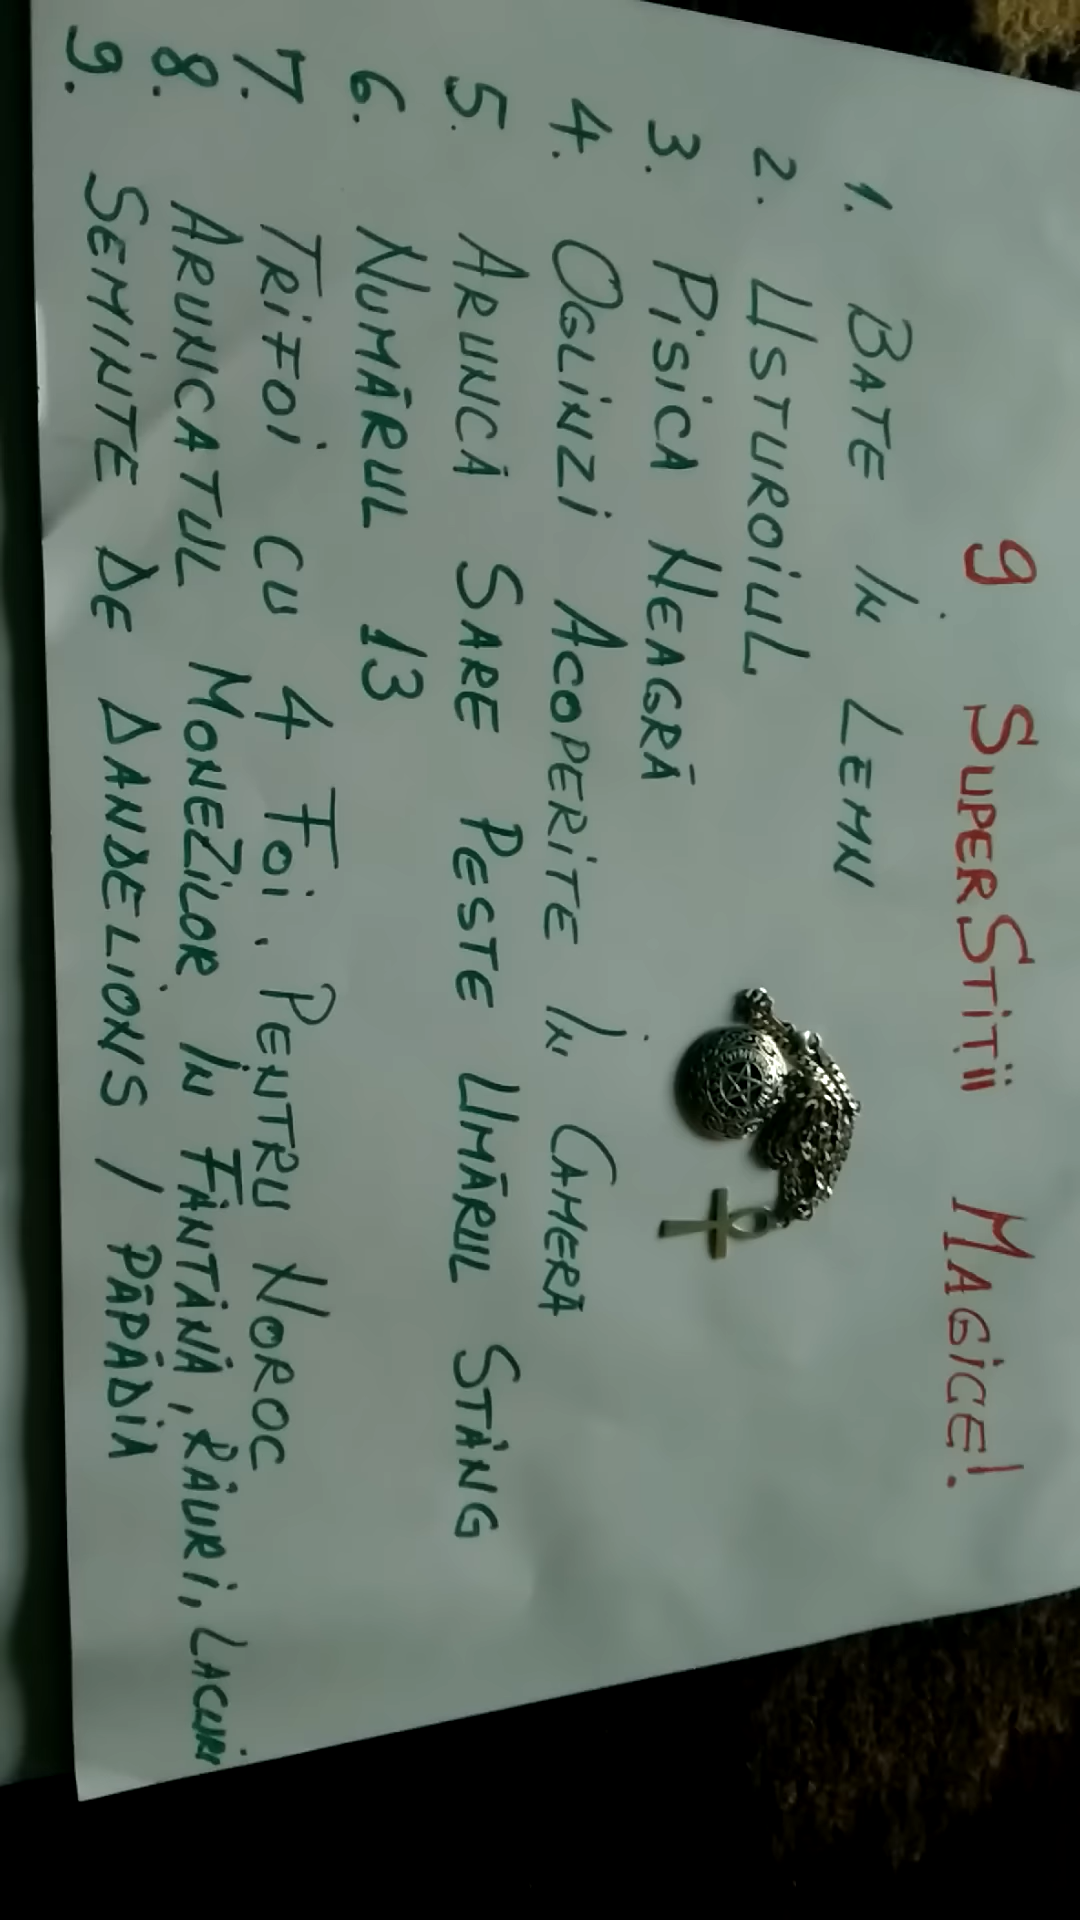 9 SUPERSTIȚII MAGICE!
1. BATE ÎN LEMN
2. USTUROIUL
3. PISICA NEAGRĂ
4. OGLINZI ACOPERITE ÎN CAMERĂ
5. ARUNCĂ SARE PESTE UMĂRUL STÂNG
6. NUMĂRUL 13
7. TRIFOI CU 4 FOI. PENTRU NOROC
8. ARUNCATUL MONEZILOR ÎN FÂNTÂNĂ, RÂURI, LACURI
9. SEMINTE DE DANDELIONS / PĂPĂDIA